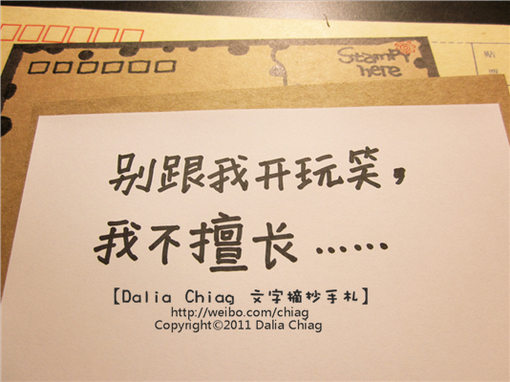 Stamp
here
贴
别跟我开玩笑，
我不擅长……
【Dalia Chiag 文字摘抄手札】
http://weibo.com/chiag
Copyright©2011 Dalia Chiag